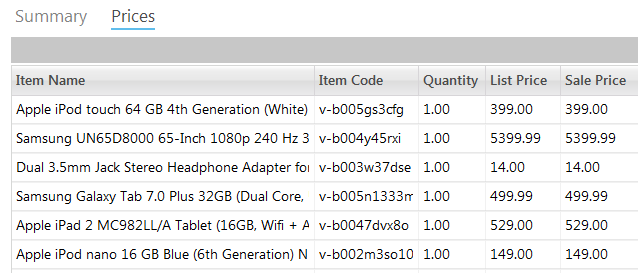 Summary Prices
Item Name Item Code Quantity List Price Sale Price
Apple iPod touch 64 GB 4th Generation (White) v-b005gs3cfg 1.00 399.00 399.00
Samsung UN65D8000 65-Inch 1080p 240 Hz 3 v-b004y45rxi 1.00 5399.99 5399.99
Dual 3.5mm Jack Stereo Headphone Adapter for v-b003w37dse 1.00 14.00 14.00
Samsung Galaxy Tab 7.0 Plus 32GB (Dual Core, v-b005n1333m 1.00 499.99 499.99
Apple iPad 2 MC982LL/A Tablet (16GB, Wifi + A v-b0047dvx8o 1.00 529.00 529.00
Apple iPod nano 16 GB Blue (6th Generation) N v-b002m3so10 1.00 149.00 149.00